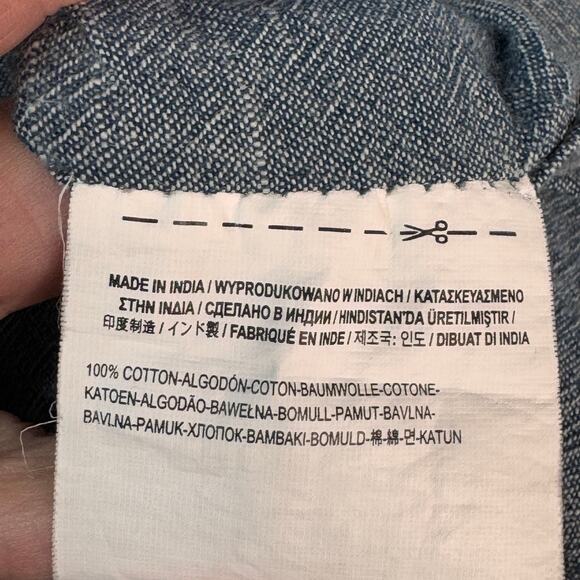 MADE IN INDIA / WYPRODUKOWANO W INDIACH / ΚΑΤΑΣΚΕΥΑΣΜΕΝΟ
ΣΤΗΝ ΙΝΔΙΑ / СДЕЛАНО В ИНДИИ / HINDISTAN'DA ÜRETILMIŞTIR /
印度制造 / インド製 / FABRIQUÉ EN INDE / 제조국: 인도 / DIBUAT DI INDIA
100% COTTON-ALGODÓN-COTON-BAUMWOLLE-COTONE-
KATOEN-ALGODÃO-BAWEŁNA-BOMULL-PAMUT-BAVLNA-
BAVLNA-PAMUK-ХЛОПОК-BAMBAKI-BOMULD-棉-綿-면-KATUN